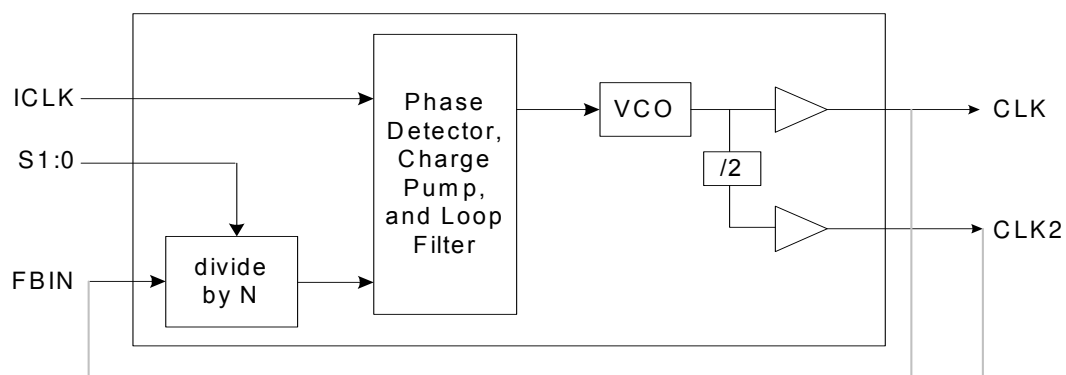 ICLK
S1:0
FBIN
divide
by N
Phase
Detector,
Charge
Pump,
and Loop
Filter
VCO
/2
CLK
CLK2